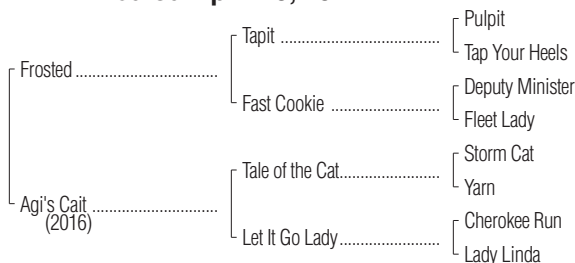 Pulpit
Tapit
Tap Your Heels
Frosted
Deputy Minister
Fast Cookie
Fleet Lady
Storm Cat
Tale of the Cat
Yarn
Agi's Cait
(2016)
Cherokee Run
Let It Go Lady
Lady Linda